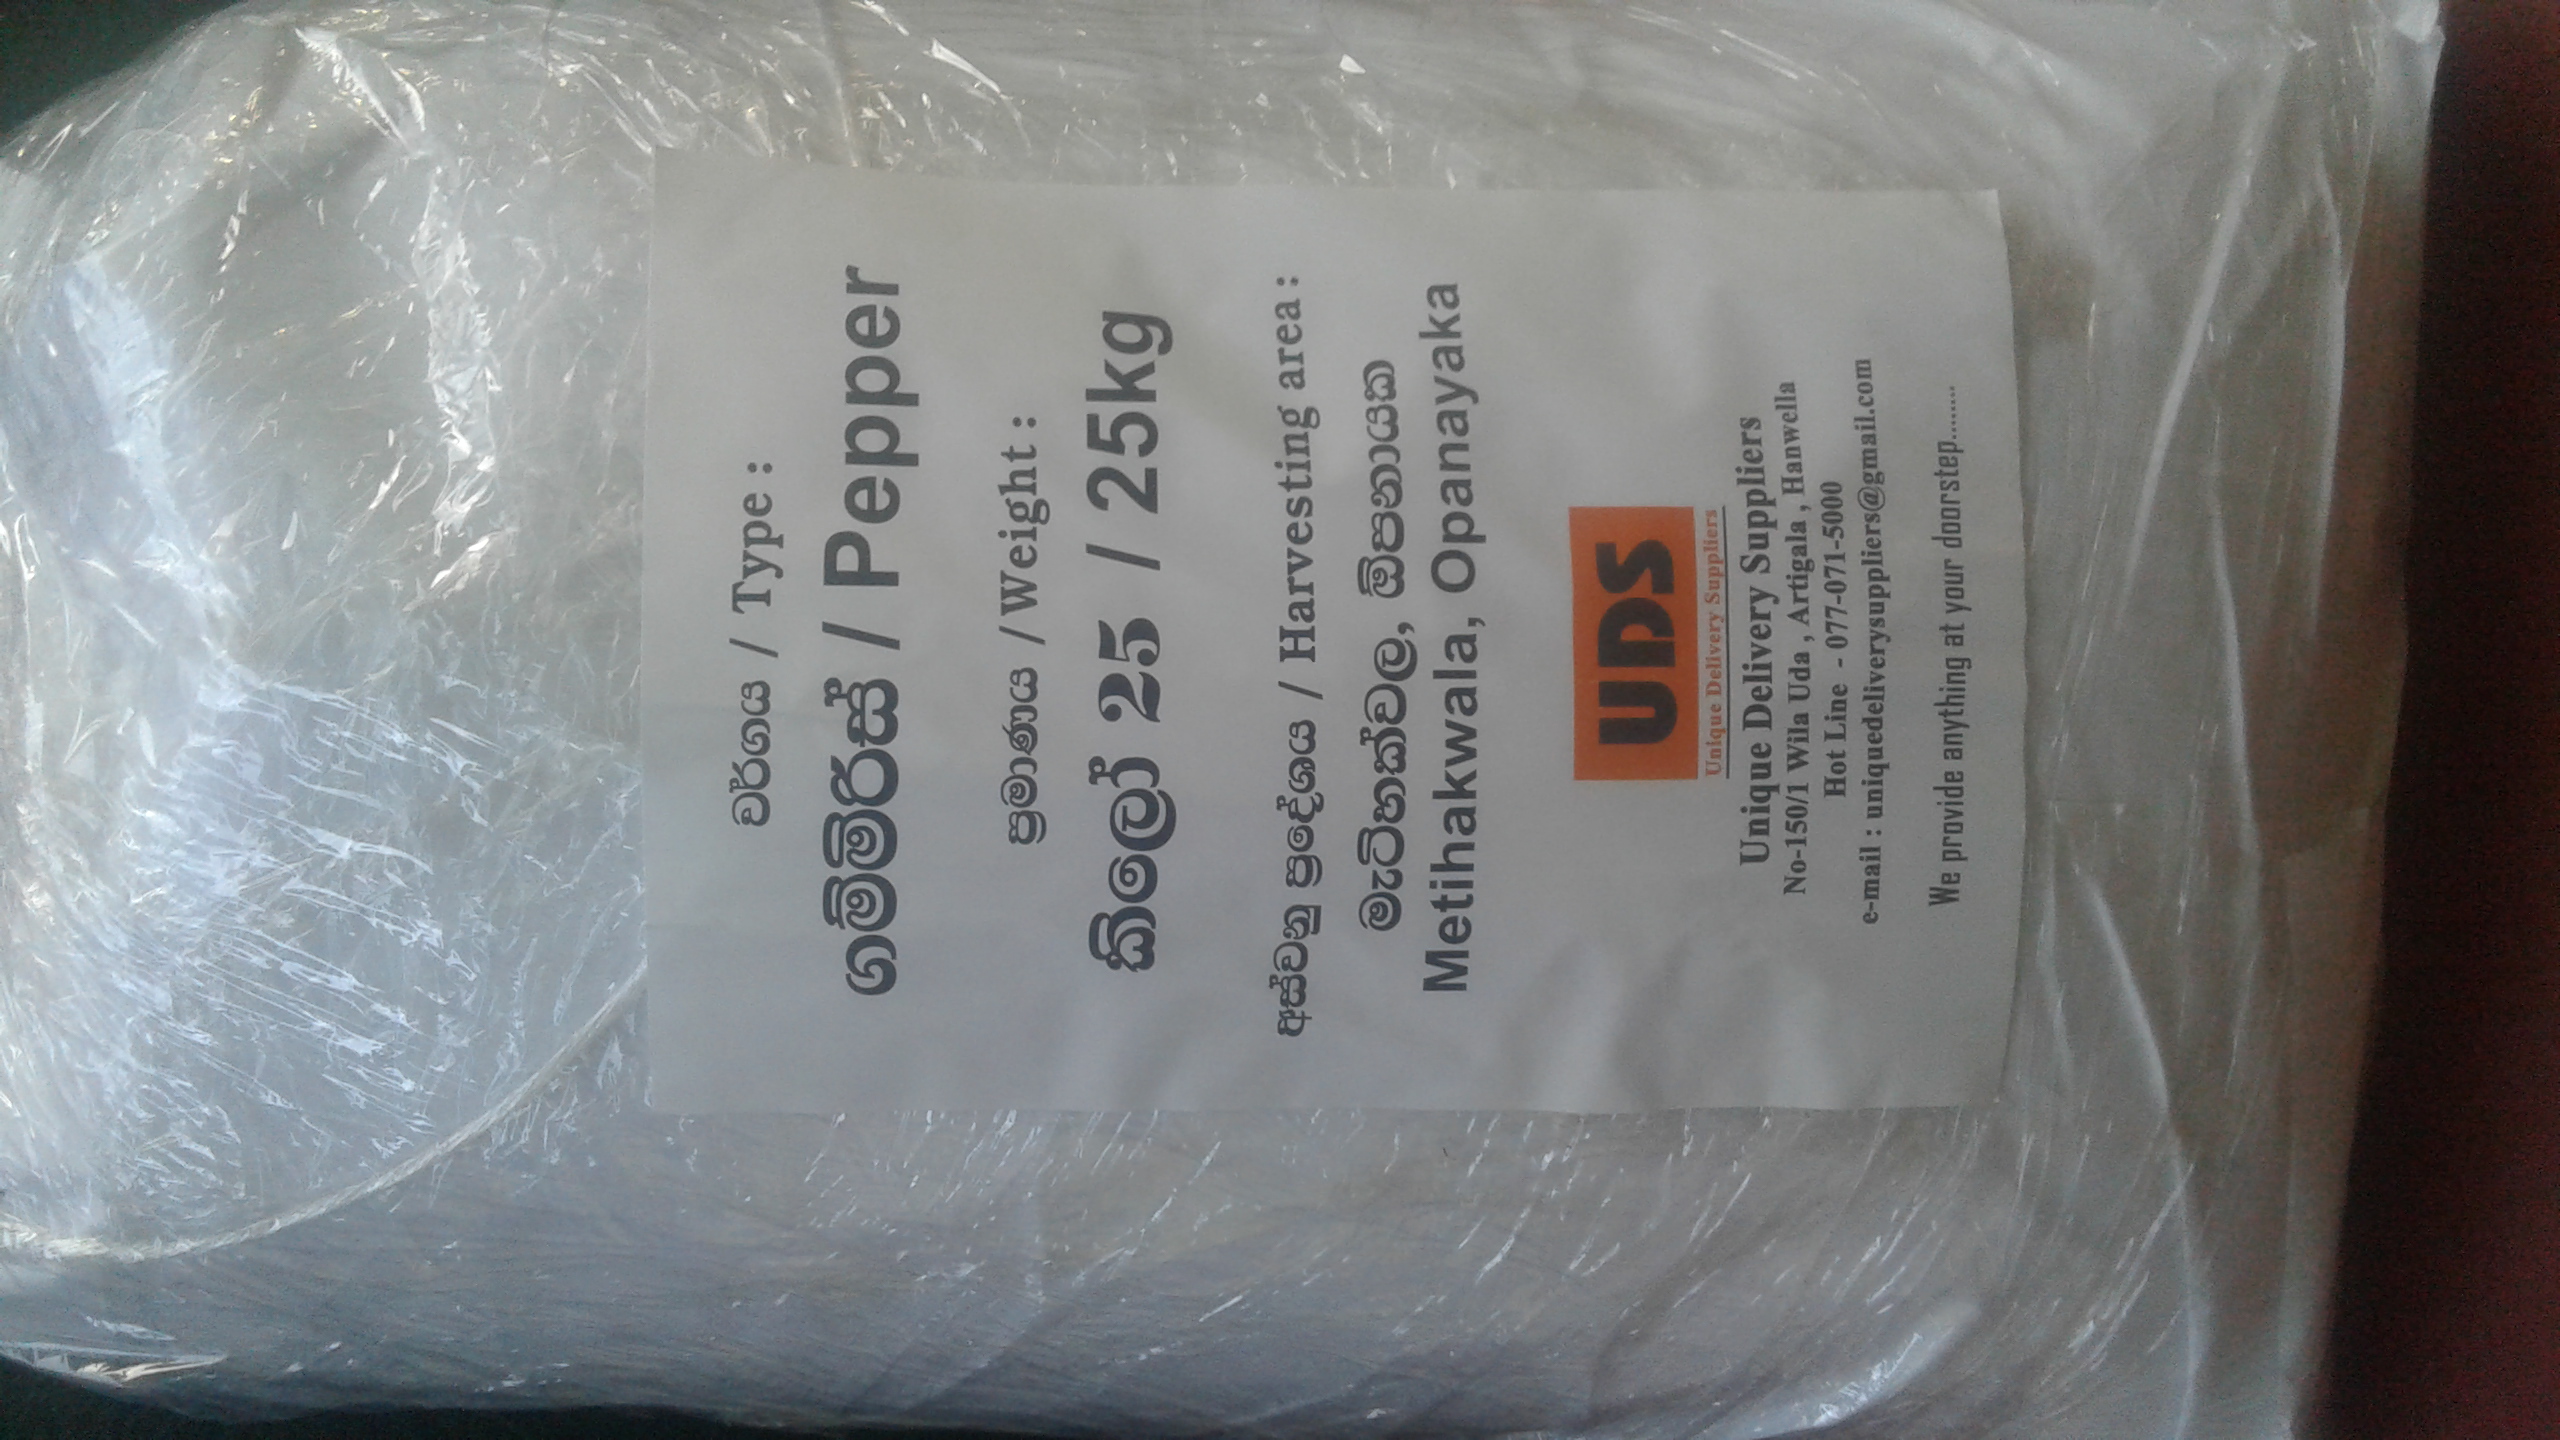 වර්ගය / Type :
ගම්මිරිස් / Pepper
ප්‍රමාණය / Weight :
කිලෝ 25 / 25kg
අස්වනු ප්‍රදේශය / Harvesting area :
මැටිහක්වල, ඕපනායක
Metihakwala, Opanayaka
UDS
Unique Delivery Suppliers
Unique Delivery Suppliers
No-150/1 Wila Uda , Artigala , Hanwella
Hot Line - 077-071-5000
e-mail : uniquedeliverysuppliers@gmail.com
We provide anything at your doorstep........